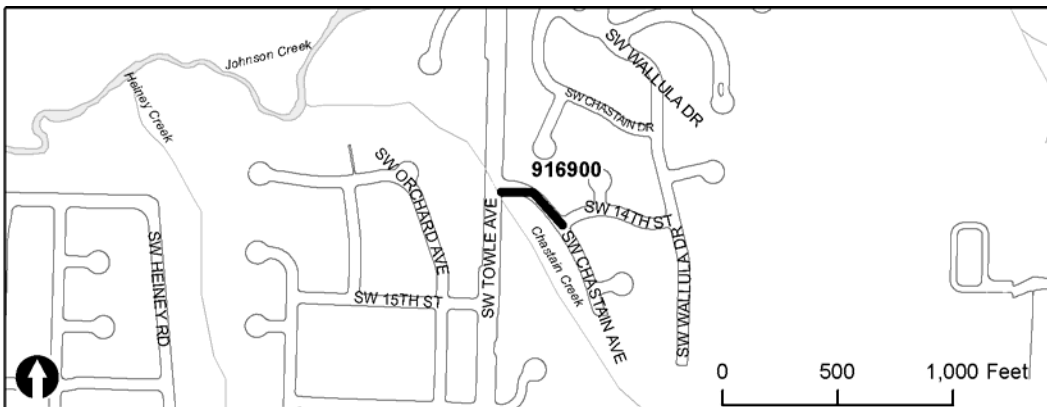 SW WALLULA DR
Johnson Creek
Heiney Creek
SW CHASTAIN DR
916900
SW ORCHARD AVE
SW 14TH ST
SW TOWLE AVE
Chastain Creek
SW CHASTAIN AVE
SW WALLULA DR
SW HEINEY RD
SW 15TH ST
0 500 1,000 Feet